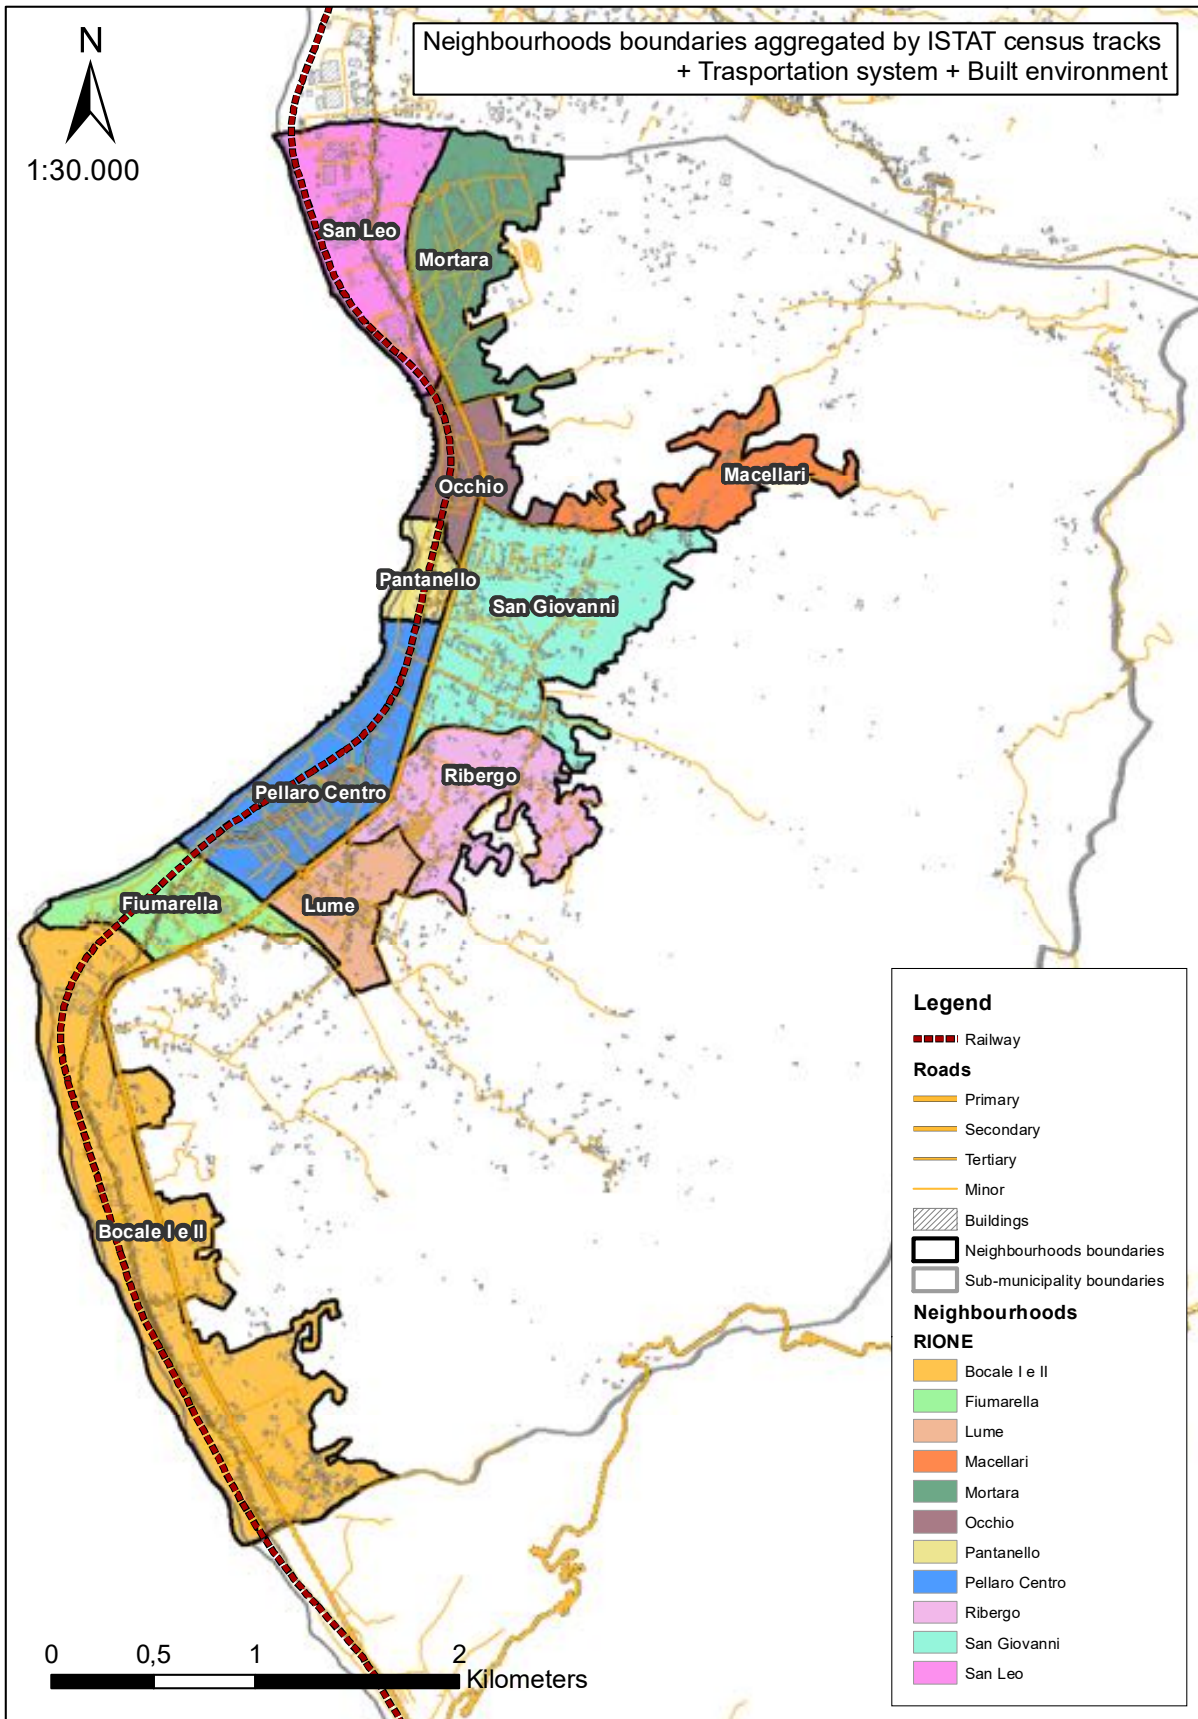 Neighbourhoods boundaries aggregated by ISTAT census tracks
+ Trasportation system + Built environment
N
1:30.000
San Leo
Mortara
Macellari
Occhio
Pantanello
San Giovanni
Ribergo
Pellaro Centro
Fiumarella
Lume
Bocale I e II
Legend
Railway
Roads
Primary
Secondary
Tertiary
Minor
Buildings
Neighbourhoods boundaries
Sub-municipality boundaries
Neighbourhoods
RIONE
Bocale I e II
Fiumarella
Lume
Macellari
Mortara
Occhio
Pantanello
Pellaro Centro
Ribergo
San Giovanni
San Leo
0 0,5 1 2
Kilometers